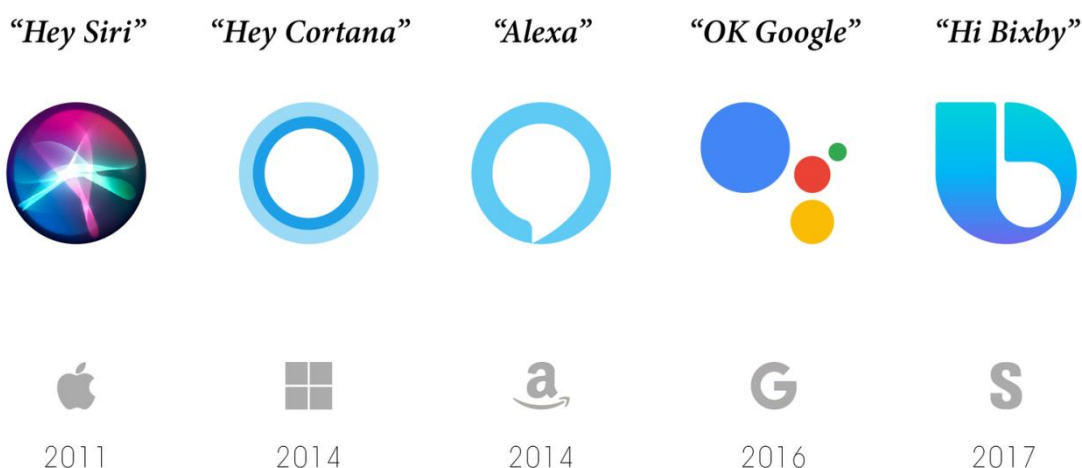 “Hey Siri” “Hey Cortana” “Alexa” “OK Google” “Hi Bixby”
a G S
2011 2014 2014 2016 2017